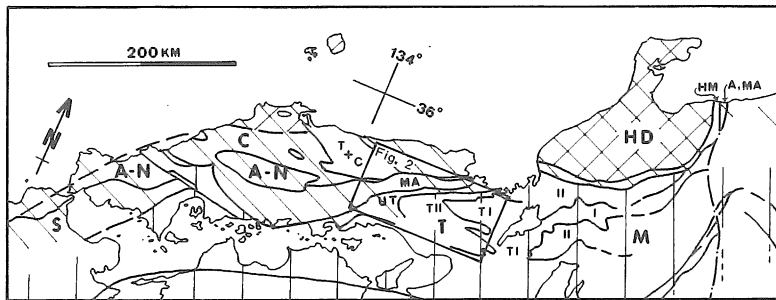 200 KM
134°
36°
N
HM A,MA
HD
C
T+C
Fig. 2
A-N
A-N
MA
UT
TII
TI
T
TI
II
I
II
M
S